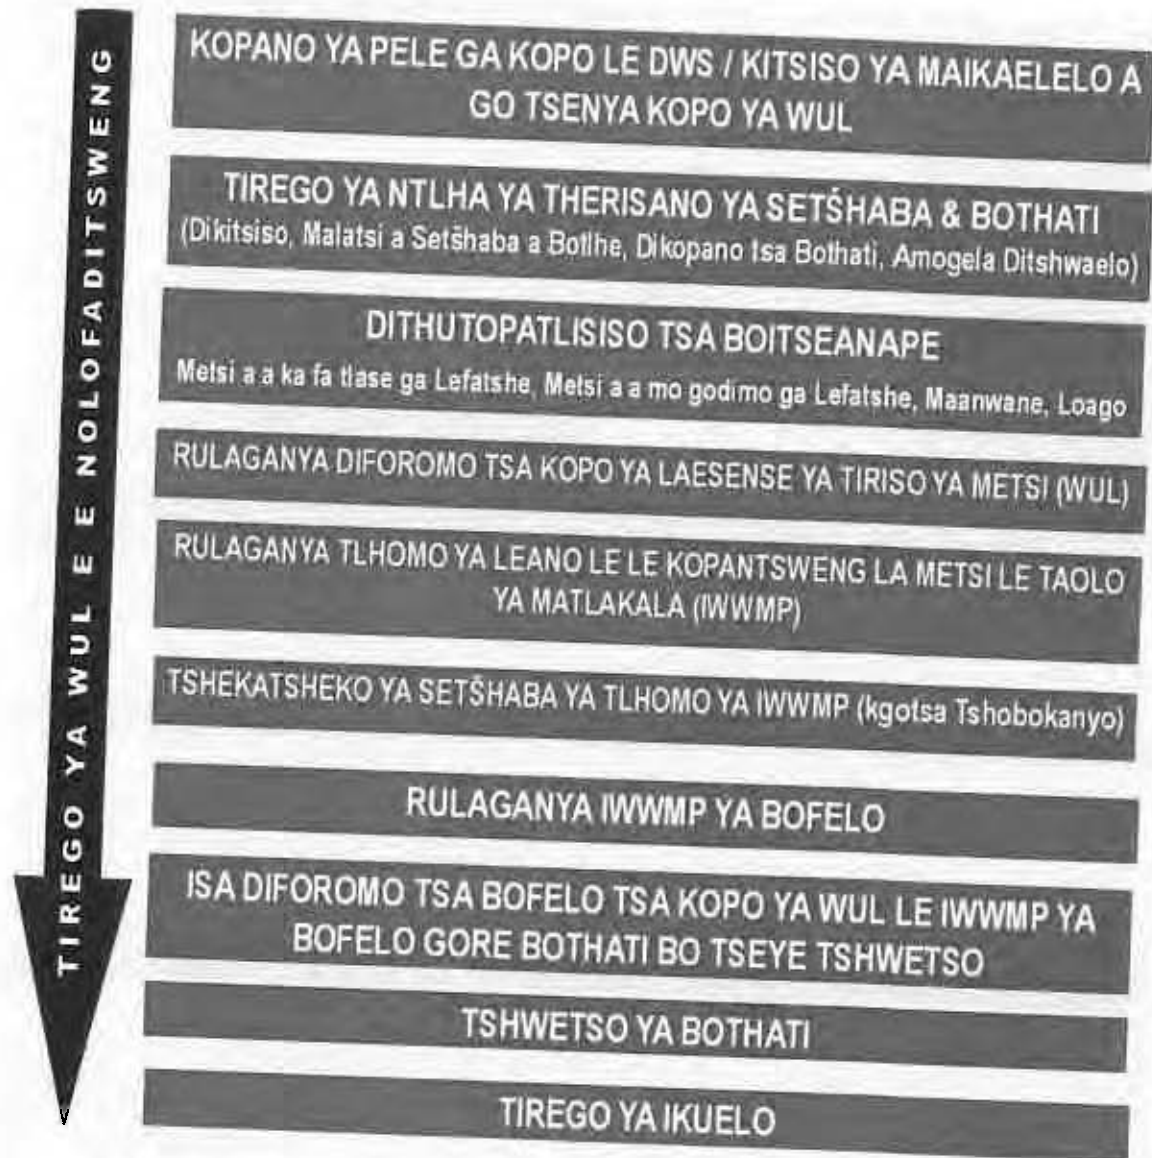 TIREGO YA WUL E E NOLOFADITSWENG
KOPANO YA PELE GA KOPO LE DWS / KITSISO YA MAIKAELELO A
GO TSENYA KOPO YA WUL
TIREGO YA NTLHA YA THERISANO YA SETŠHABA & BOTHATI
(Dikitsiso, Malatsi a Setšhaba a Botlhe, Dikopano tsa Bothati, Amogela Ditshwaelo)
DITHUTOPATLISISO TSA BOITSEANAPE
Metsi a a ka fa tlase ga Lefatshe, Metsi a a mo godimo ga Lefatshe, Maanwane, Loago
RULAGANYA DIFOROMO TSA KOPO YA LAESENSE YA TIRISO YA METSI (WUL)
RULAGANYA TLHOMO YA LEANO LE LE KOPANTSWENG LA METSI LE TAOLO
YA MATLAKALA (IWWMP)
TSHEKATSHEKO YA SETŠHABA YA TLHOMO YA IWWMP (kgotsa Tshobokanyo)
RULAGANYA IWWMP YA BOFELO
ISA DIFOROMO TSA BOFELO TSA KOPO YA WUL LE IWWMP YA
BOFELO GORE BOTHATI BO TSEYE TSHWETSO
TSHWETSO YA BOTHATI
TIREGO YA IKUELO